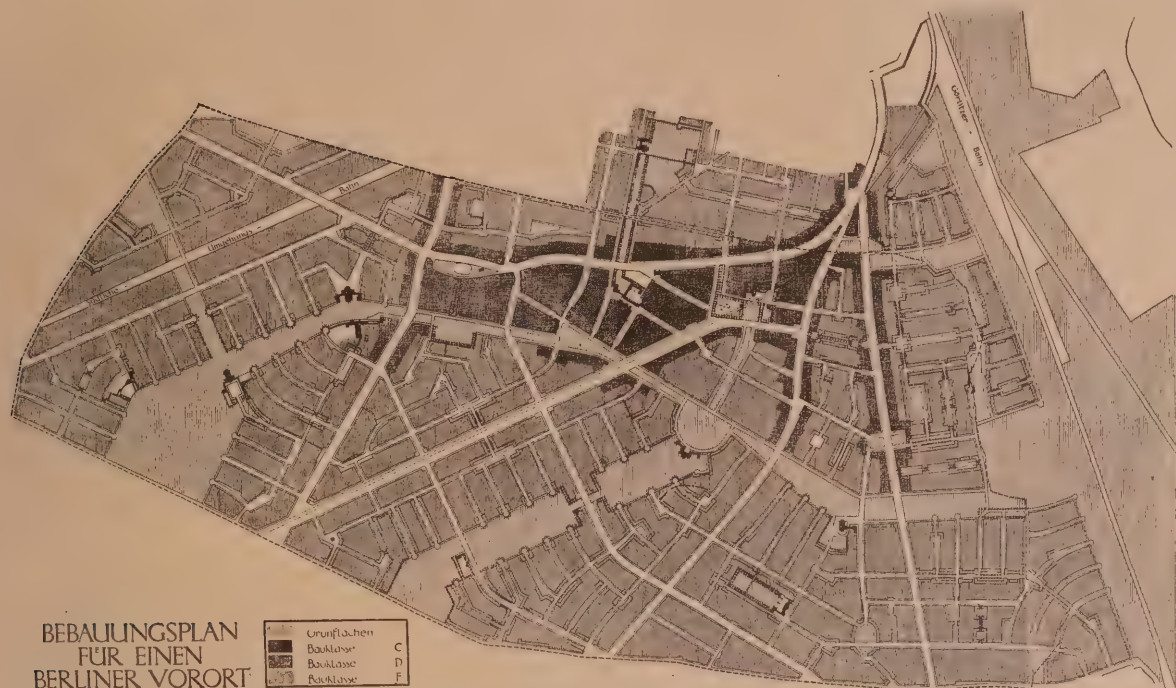 Görlitzer - Bahn
Umgehungs Bahn
BEBAUUNGSPLAN
FÜR EINEN
BERLINER VORORT
Grünflächen
Bauklasse C
Bauklasse D
Bauklasse E